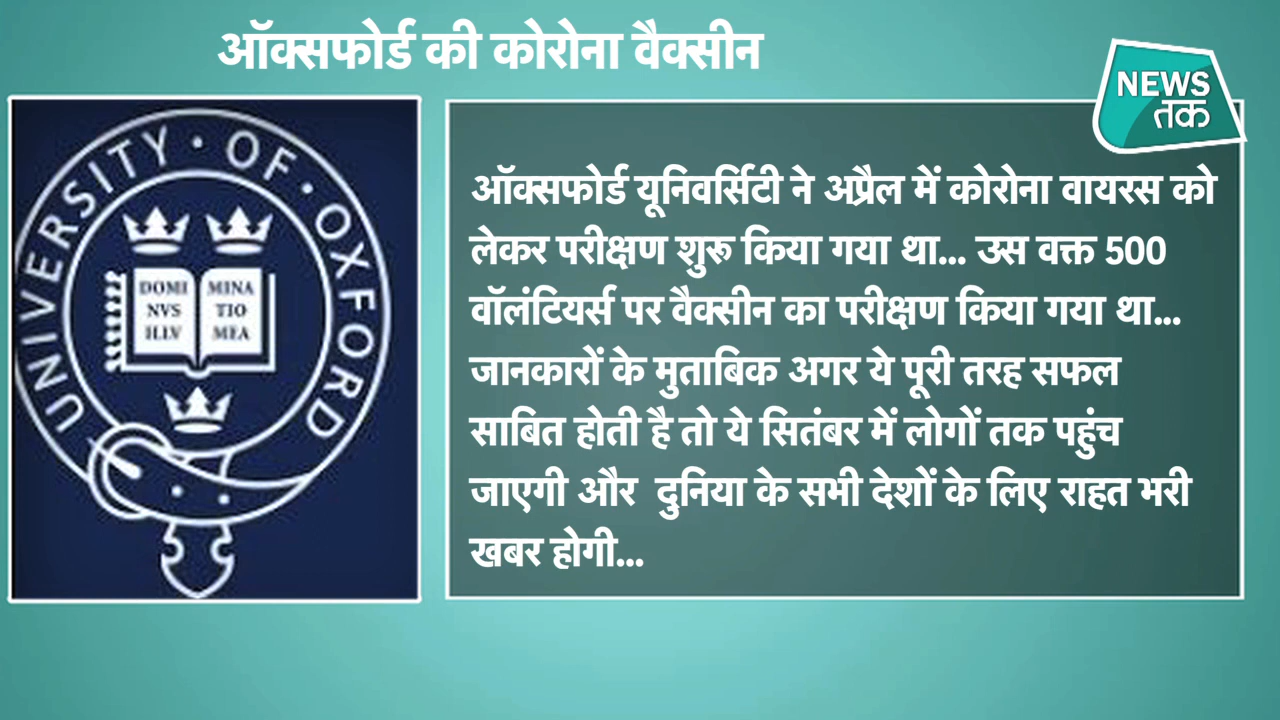 ऑक्सफोर्ड की कोरोना वैक्सीन
NEWS
तक
UNIVERSITY · OF · OXFORD
DOMI
NVS
ILLV
MINA
TIO
MEA
ऑक्सफोर्ड यूनिवर्सिटी ने अप्रैल में कोरोना वायरस को
लेकर परीक्षण शुरू किया गया था... उस वक्त 500
वॉलंटियर्स पर वैक्सीन का परीक्षण किया गया था...
जानकारों के मुताबिक अगर ये पूरी तरह सफल
साबित होती है तो ये सितंबर में लोगों तक पहुंच
जाएगी और दुनिया के सभी देशों के लिए राहत भरी
खबर होगी...